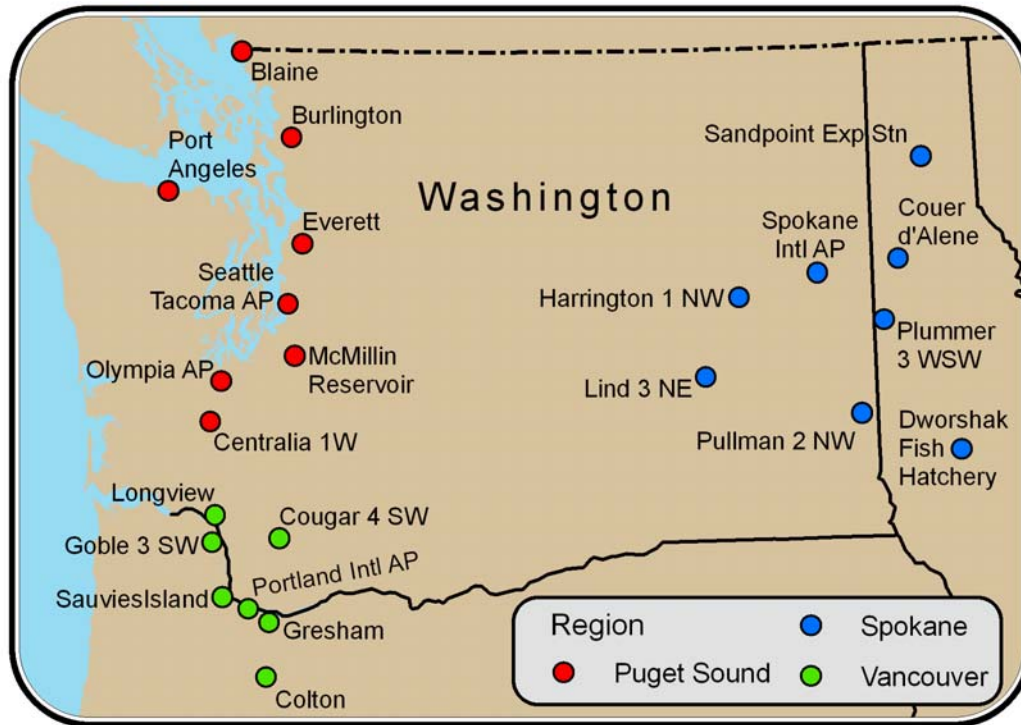 Blaine
Burlington
Port
Angeles
Sandpoint Exp Stn
Washington
Everett
Spokane
Intl AP
Couer
d'Alene
Seattle
Tacoma AP
Harrington 1 NW
Plummer
3 WSW
McMillin
Reservoir
Olympia AP
Lind 3 NE
Centralia 1W
Pullman 2 NW
Dworshak
Fish
Hatchery
Longview
Cougar 4 SW
Goble 3 SW
Portland Intl AP
SauviesIsland
Gresham
Colton
Region
Spokane
Puget Sound
Vancouver